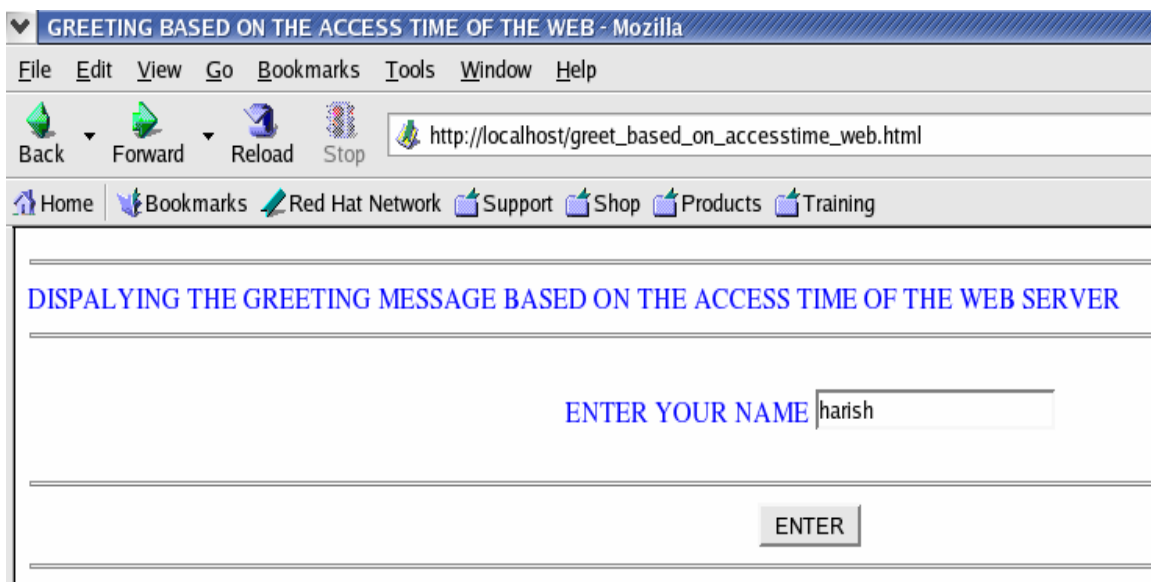 GREETING BASED ON THE ACCESS TIME OF THE WEB - Mozilla
File Edit View Go Bookmarks Tools Window Help
Back Forward Reload Stop http://localhost/greet_based_on_accesstime_web.html
Home Bookmarks Red Hat Network Support Shop Products Training
DISPALYING THE GREETING MESSAGE BASED ON THE ACCESS TIME OF THE WEB SERVER
ENTER YOUR NAME harish
ENTER